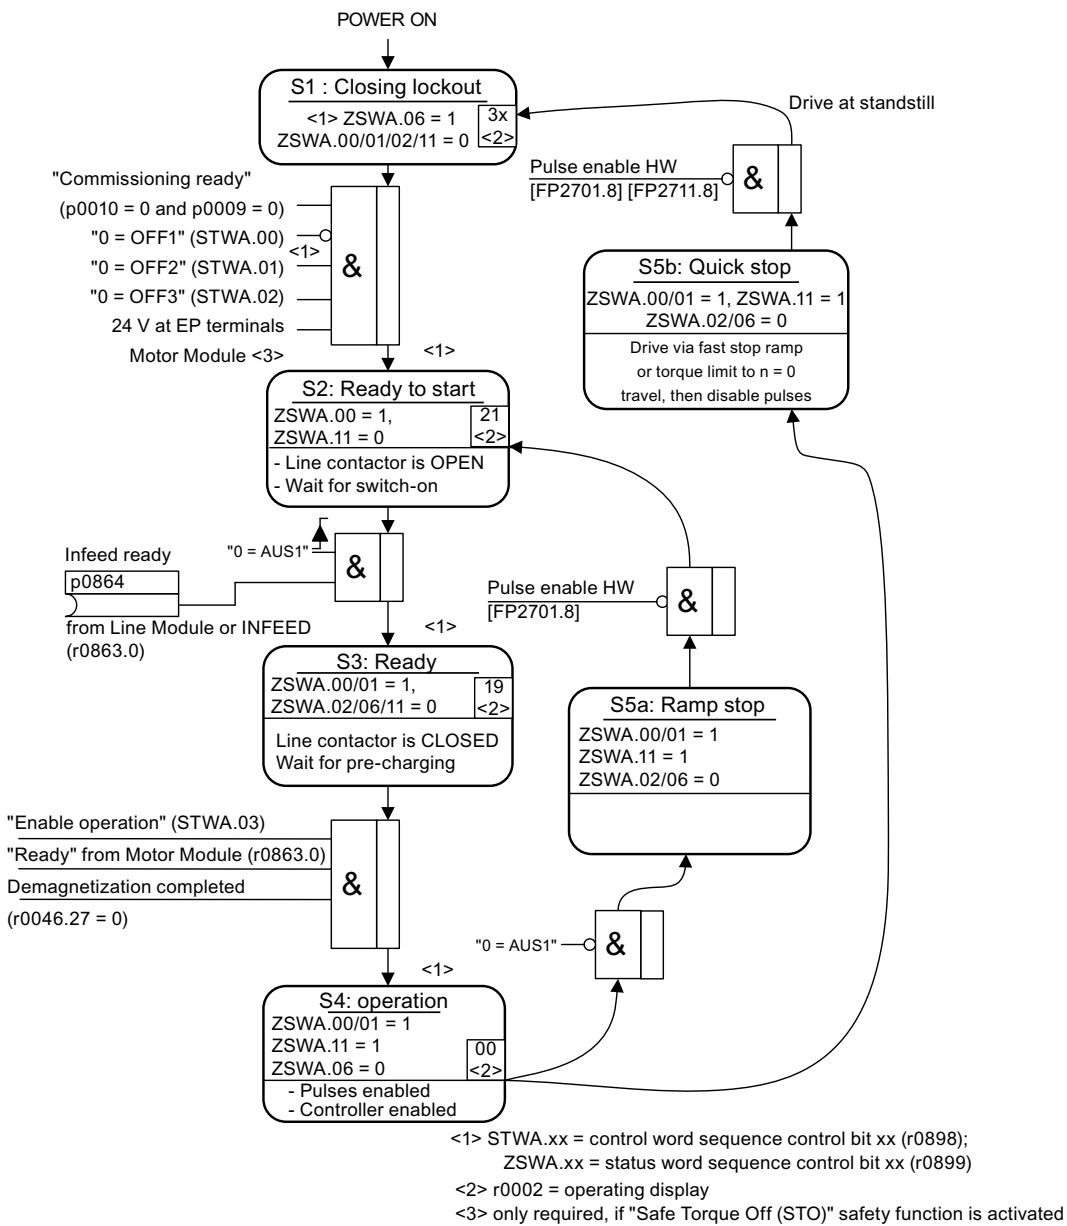 POWER ON
S1 : Closing lockout
<1> ZSWA.06 = 1
ZSWA.00/01/02/11 = 0
3x
<2>
Drive at standstill
Pulse enable HW
[FP2701.8] [FP2711.8]
&
"Commissioning ready"
(p0010 = 0 and p0009 = 0)
"0 = OFF1" (STWA.00)
<1>
"0 = OFF2" (STWA.01)
"0 = OFF3" (STWA.02)
24 V at EP terminals
Motor Module <3>
&
<1>
S5b: Quick stop
ZSWA.00/01 = 1, ZSWA.11 = 1
ZSWA.02/06 = 0
Drive via fast stop ramp
or torque limit to n = 0
travel, then disable pulses
S2: Ready to start
ZSWA.00 = 1,
ZSWA.11 = 0
21
<2>
- Line contactor is OPEN
- Wait for switch-on
"0 = AUS1"
&
Infeed ready
p0864
from Line Module or INFEED
(r0863.0)
<1>
Pulse enable HW
[FP2701.8]
&
S3: Ready
ZSWA.00/01 = 1,
ZSWA.02/06/11 = 0
19
<2>
Line contactor is CLOSED
Wait for pre-charging
S5a: Ramp stop
ZSWA.00/01 = 1
ZSWA.11 = 1
ZSWA.02/06 = 0
"Enable operation" (STWA.03)
"Ready" from Motor Module (r0863.0)
Demagnetization completed
(r0046.27 = 0)
&
<1>
"0 = AUS1"
&
S4: operation
ZSWA.00/01 = 1
ZSWA.11 = 1
ZSWA.06 = 0
00
<2>
- Pulses enabled
- Controller enabled
<1> STWA.xx = control word sequence control bit xx (r0898);
ZSWA.xx = status word sequence control bit xx (r0899)
<2> r0002 = operating display
<3> only required, if "Safe Torque Off (STO)" safety function is activated